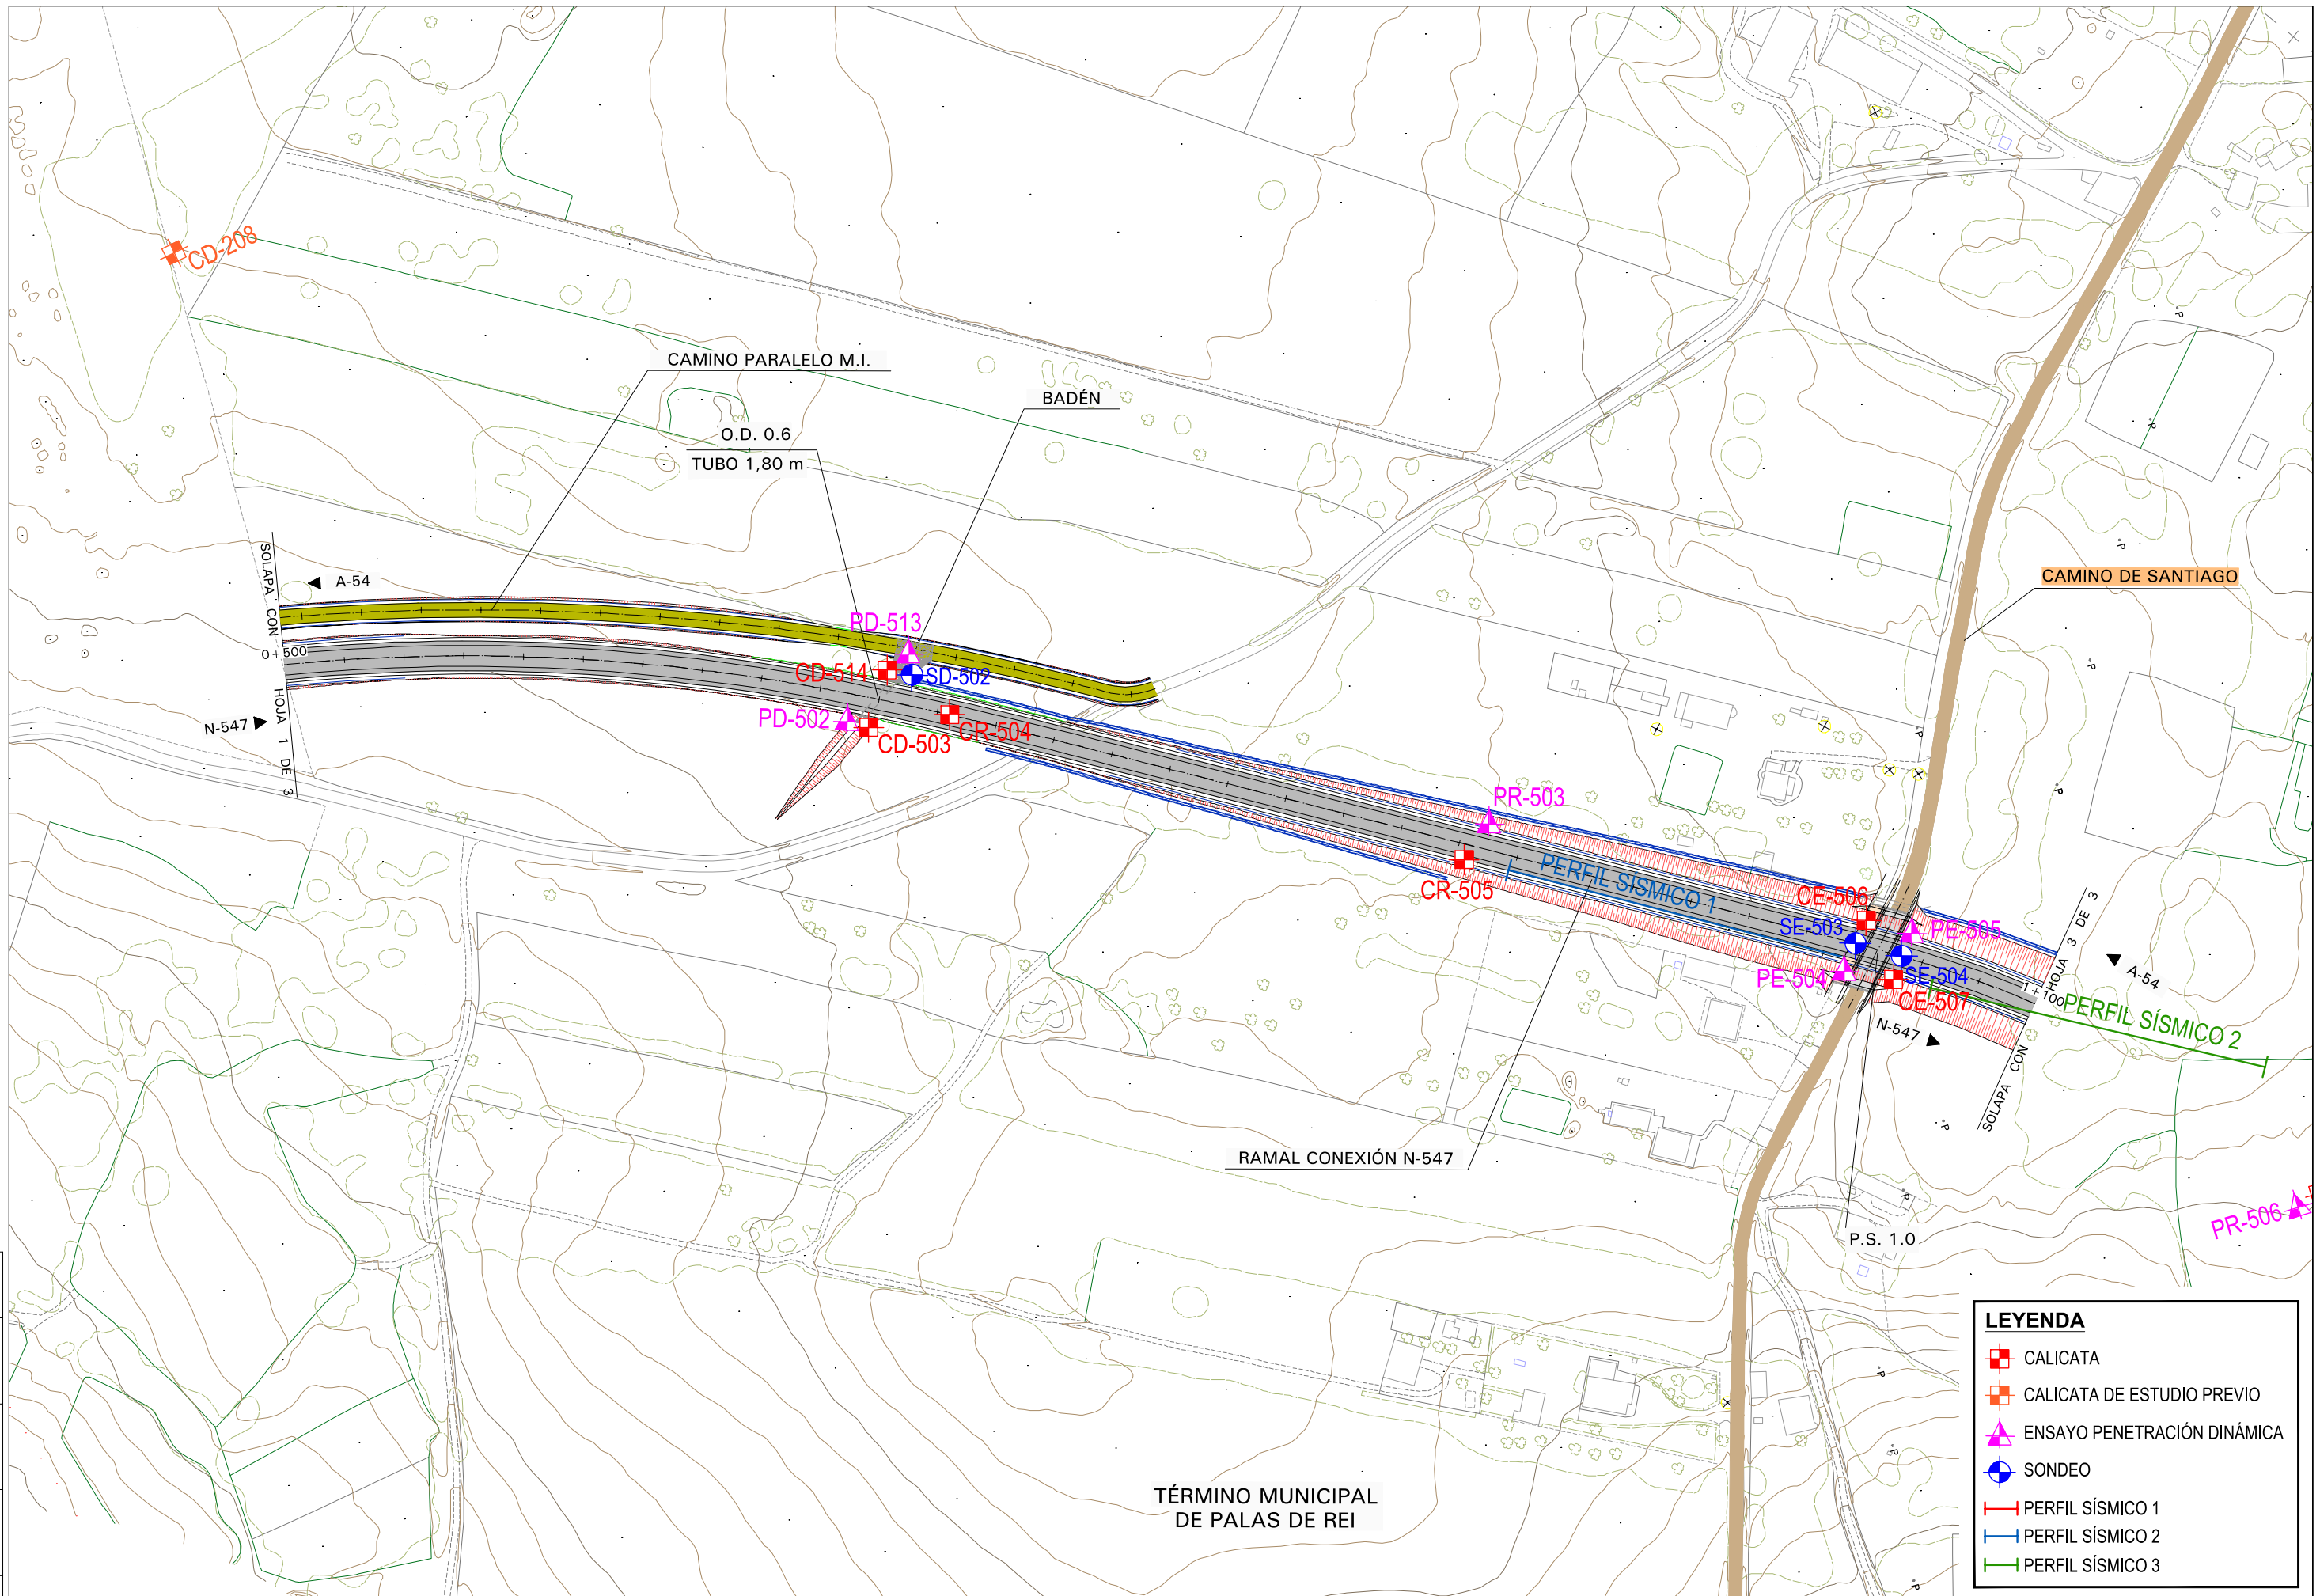 CD-208
CAMINO PARALELO M.I.
BADÉN
O.D. 0.6
TUBO 1,80 m
SOLAPA CON HOJA 1 DE 3
A-54
0+500
N-547
PD-513
CD-514
SD-502
PD-502
CD-503
CR-504
CAMINO DE SANTIAGO
PR-503
CR-505
PERFIL SÍSMICO 1
CE-506
SE-503
PE-505
PE-504
SE-504
CE-507
SOLAPA CON HOJA 3 DE 3
A-54
1+100
N-547
PERFIL SÍSMICO 2
RAMAL CONEXIÓN N-547
P.S. 1.0
PR-506
TÉRMINO MUNICIPAL
DE PALAS DE REI
LEYENDA
CALICATA
CALICATA DE ESTUDIO PREVIO
ENSAYO PENETRACIÓN DINÁMICA
SONDEO
PERFIL SÍSMICO 1
PERFIL SÍSMICO 2
PERFIL SÍSMICO 3